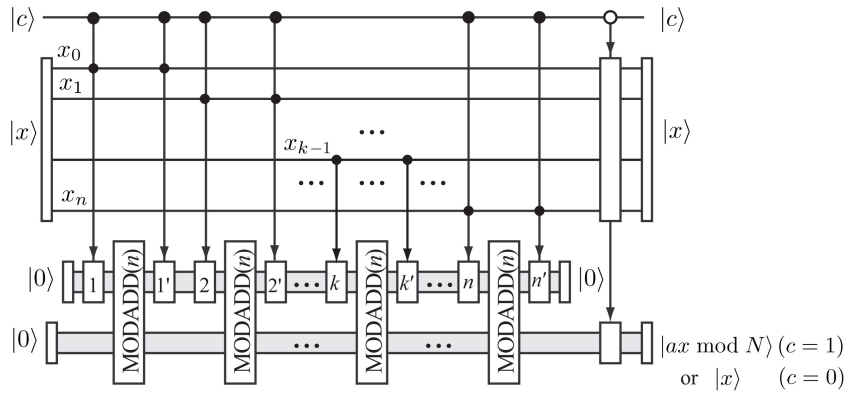 |c⟩ |c⟩
x₀
x₁
|x⟩ ... |x⟩
xₖ₋₁
... ... ...
xₙ
|0⟩ 1 MODADD(n) 1' 2 MODADD(n) 2' ... k MODADD(n) k' ... n MODADD(n) n' |0⟩
|0⟩ ... ... |ax mod N⟩ (c = 1)
or |x⟩ (c = 0)